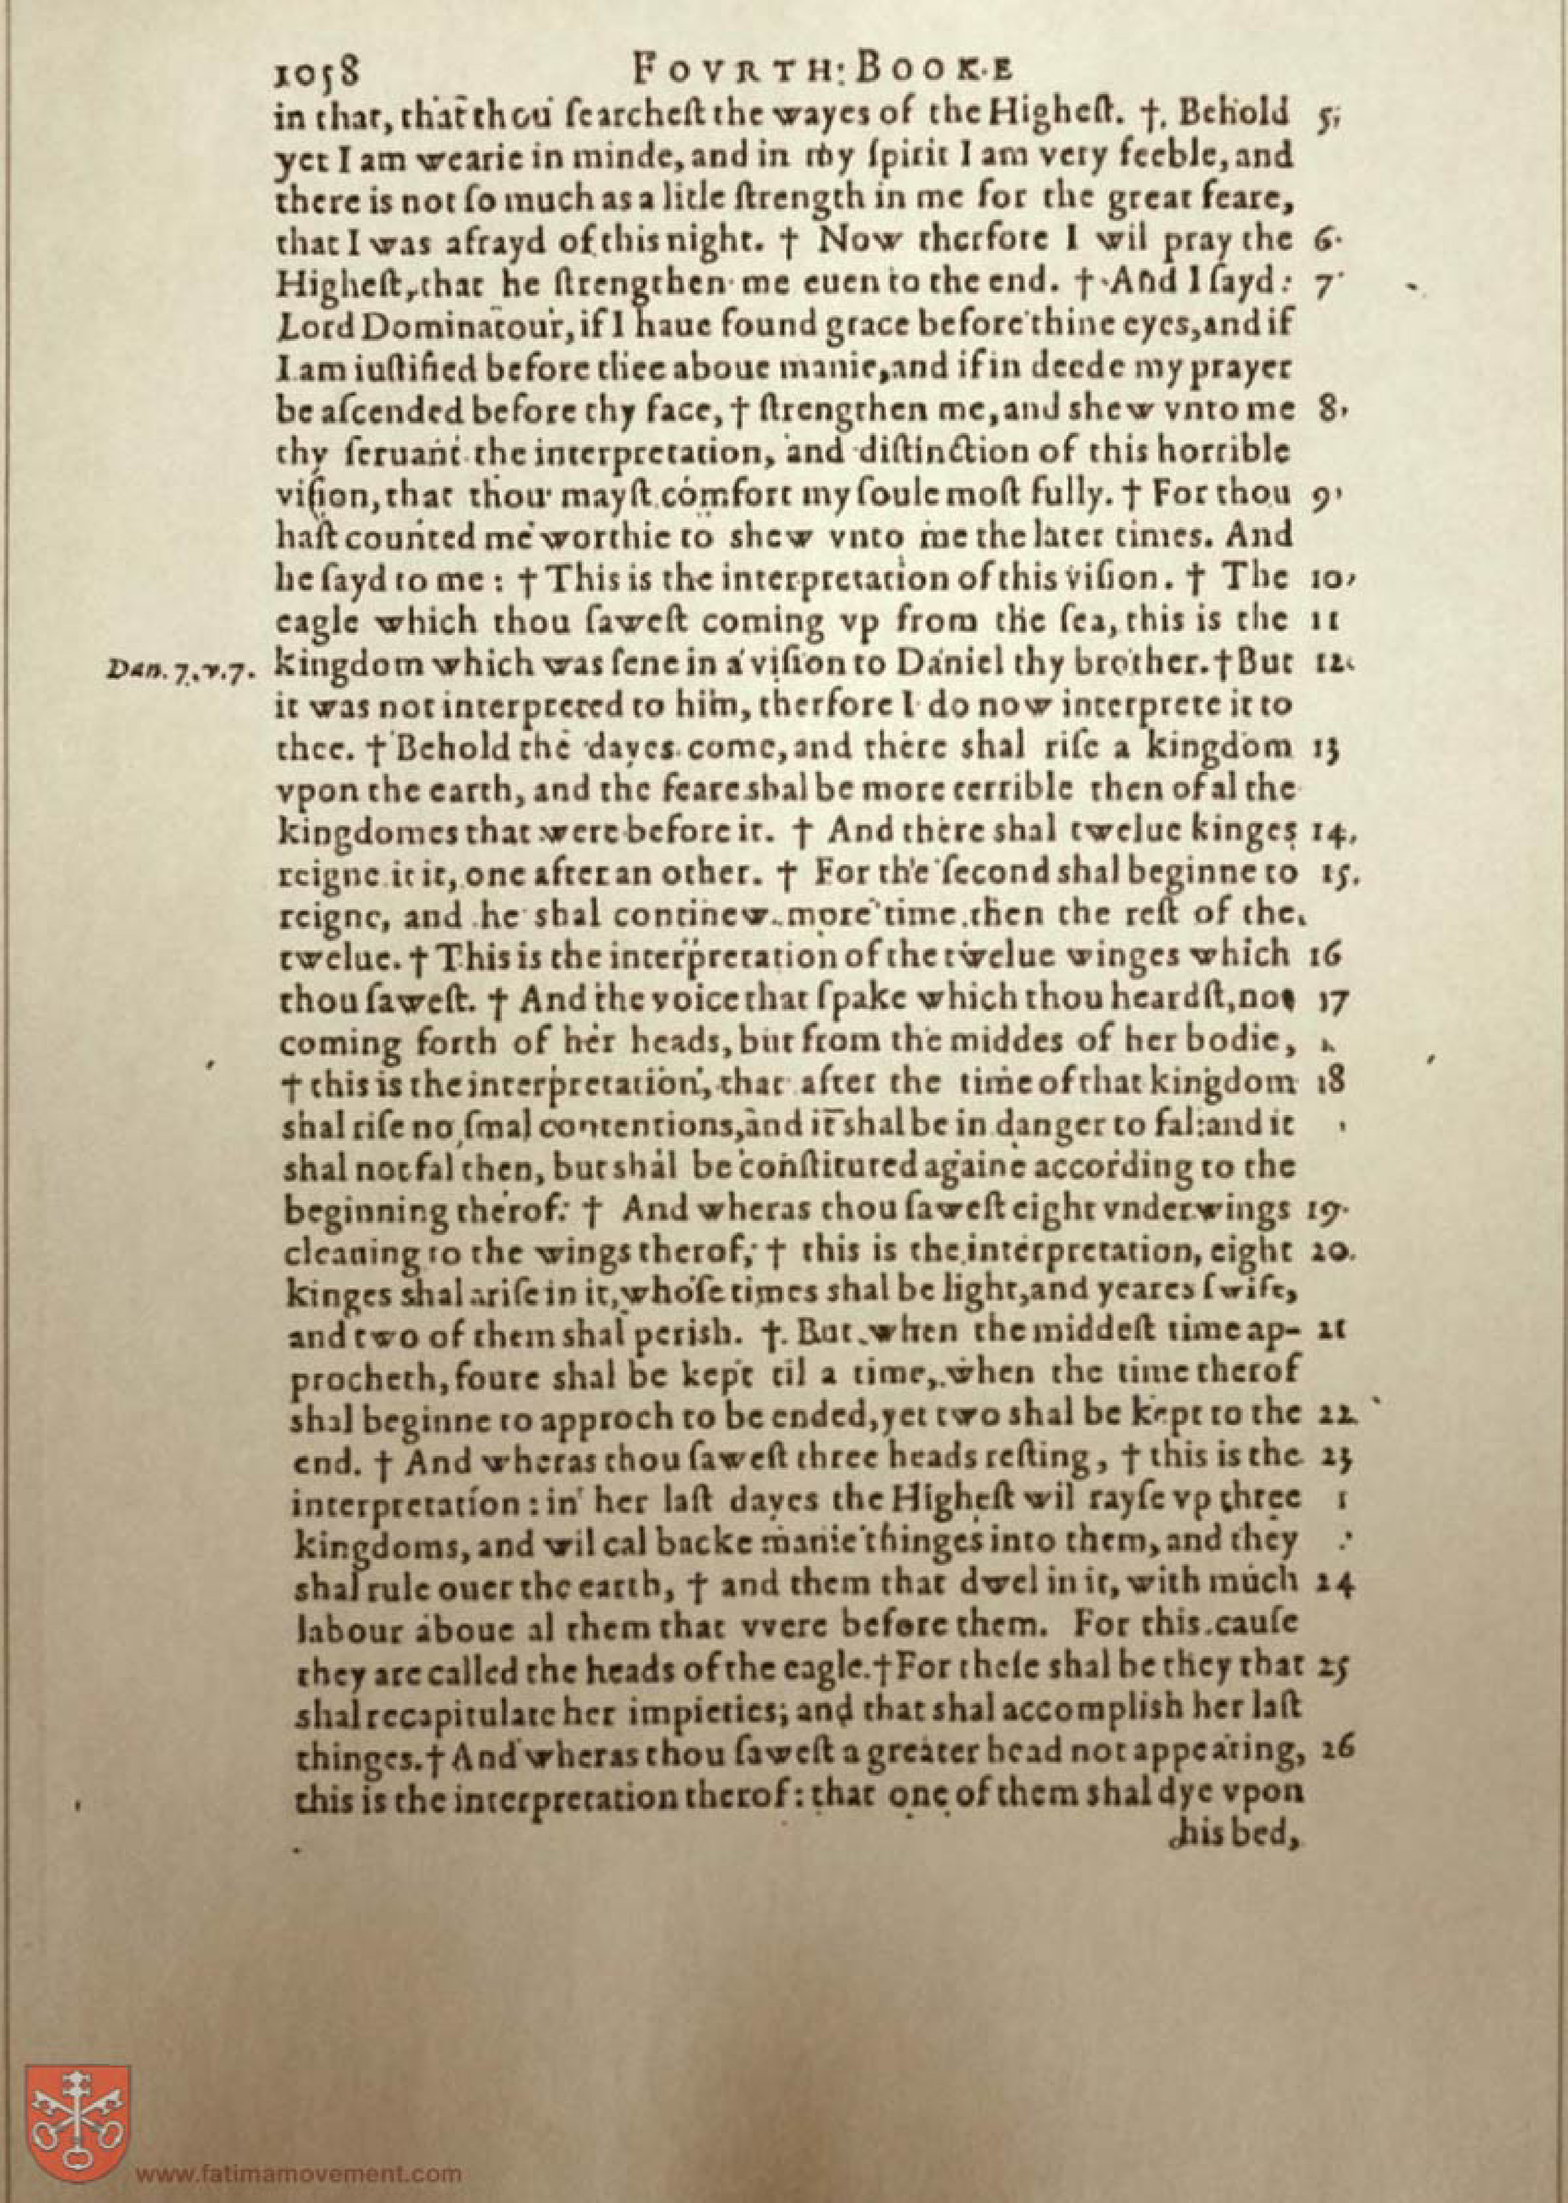 1058 FOVRTH: BOOKE
in that, that thou ſearcheſt the wayes of the Higheſt. †. Behold 5
yet I am wearie in minde, and in my ſpirit I am very feeble, and
there is not ſo much as a litle ſtrength in me for the great feare,
that I was afrayd of this night. † Now therfore I wil pray the 6
Higheſt, that he ſtrengthen me euen to the end. † And I ſayd: 7
Lord Dominatour, if I haue found grace before thine eyes, and if
I am iuſtified before thee aboue manie, and if in deede my prayer
be aſcended before thy face, † ſtrengthen me, and shew vnto me 8
thy ſeruant the interpretation, and diſtinction of this horrible
viſion, that thou mayſt comfort my ſoule moſt fully. † For thou 9
haſt counted me worthie to shew vnto me the later times. And
he ſayd to me: † This is the interpretation of this viſion. † The 10
eagle which thou ſaweſt coming vp from the ſea, this is the 11
Dan. 7. v. 7. kingdom which was ſene in a viſion to Daniel thy brother. † But 12
it was not interpreted to him, therfore I do now interprete it to
thee. † Behold the dayes come, and there shal riſe a kingdom 13
vpon the earth, and the feare shal be more terrible then of al the
kingdomes that were before it. † And there shal twelue kinges 14.
reigne it it, one after an other. † For the ſecond shal beginne to 15.
reigne, and he shal continew more time then the reſt of the
twelue. † This is the interpretation of the twelue winges which 16
thou ſaweſt. † And the voice that ſpake which thou heardſt, not 17
coming forth of her heads, but from the middes of her bodie,
† this is the interpretation, that after the time of that kingdom 18
shal riſe no ſmal contentions, and it shal be in danger to fal: and it
shal not fal then, but shal be conſtituted againe according to the
beginning therof. † And wheras thou ſaweſt eight vnderwings 19.
cleauing to the wings therof, † this is the interpretation, eight 20.
kinges shal ariſe in it, whoſe times shal be light, and yeares ſwift,
and two of them shal perish. †. But when the middeſt time ap- 21
procheth, foure shal be kept til a time, when the time therof
shal beginne to approch to be ended, yet two shal be kept to the 22
end. † And wheras thou ſaweſt three heads reſting, † this is the 23
interpretation: in her laſt dayes the Higheſt wil rayſe vp three
kingdoms, and wil cal backe manie thinges into them, and they
shal rule ouer the earth, † and them that dwel in it, with much 24
labour aboue al them that vvere before them. For this cauſe
they are called the heads of the eagle. † For theſe shal be they that 25
shal recapitulate her impieties; and that shal accomplish her laſt
thinges. † And wheras thou ſaweſt a greater head not appearing, 26
this is the interpretation therof: that one of them shal dye vpon
his bed,
www.fatimamovement.com